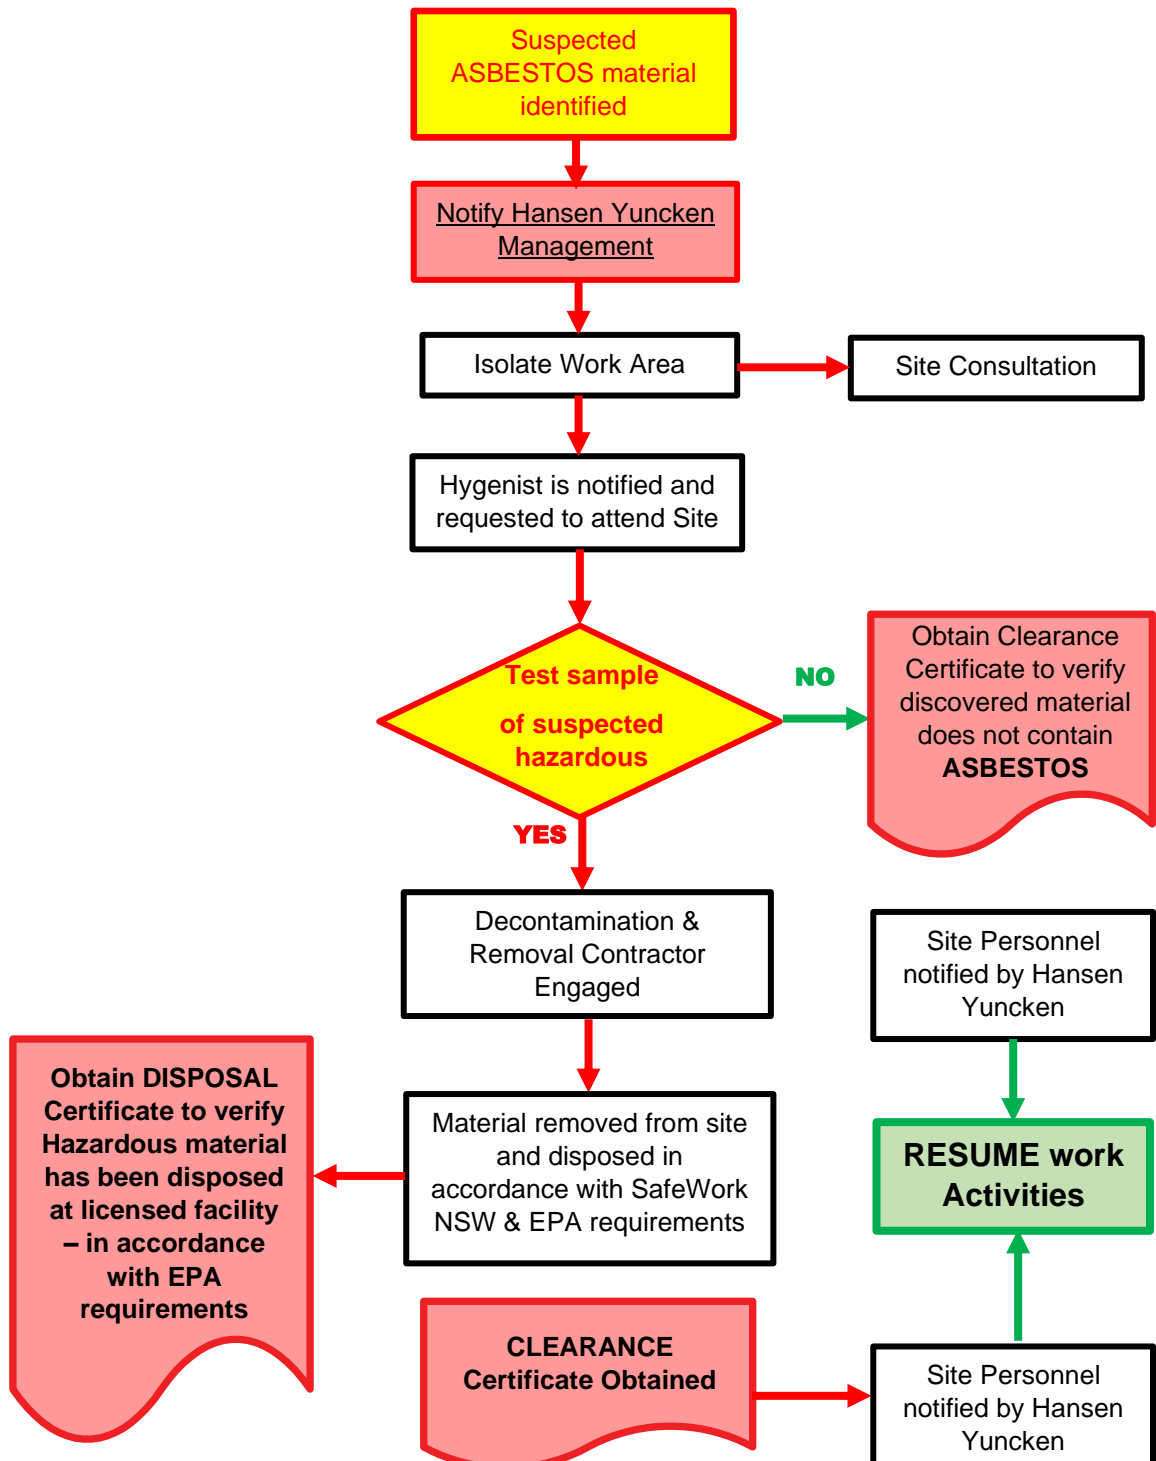 Suspected
ASBESTOS material
identified
Notify Hansen Yuncken
Management
Isolate Work Area
Site Consultation
Hygenist is notified and
requested to attend Site
Test sample
of suspected
hazardous
NO
Obtain Clearance
Certificate to verify
discovered material
does not contain
ASBESTOS
YES
Decontamination &
Removal Contractor
Engaged
Site Personnel
notified by Hansen
Yuncken
Obtain DISPOSAL
Certificate to verify
Hazardous material
has been disposed
at licensed facility
– in accordance
with EPA
requirements
Material removed from site
and disposed in
accordance with SafeWork
NSW & EPA requirements
RESUME work
Activities
CLEARANCE
Certificate Obtained
Site Personnel
notified by Hansen
Yuncken